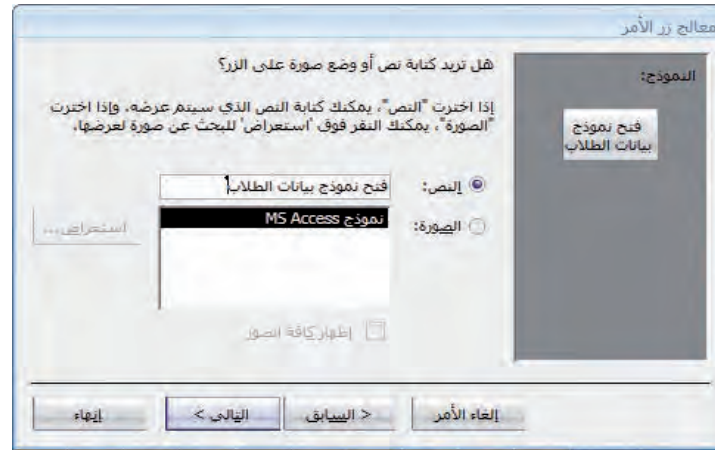 معالج زر الأمر
النموذج:
فتح نموذج
بيانات الطلاب
هل تريد كتابة نص أو وضع صورة على الزر؟
إذا اخترت "النص"، يمكنك كتابة النص الذي سيتم عرضه. وإذا اخترت
"الصورة"، يمكنك النقر فوق 'استعراض' للبحث عن صورة لعرضها.
النص:
فتح نموذج بيانات الطلاب
الصورة:
نموذج MS Access
استعراض...
إظهار كافة الصور
إلغاء الأمر
< السابق
التالي >
إنهاء